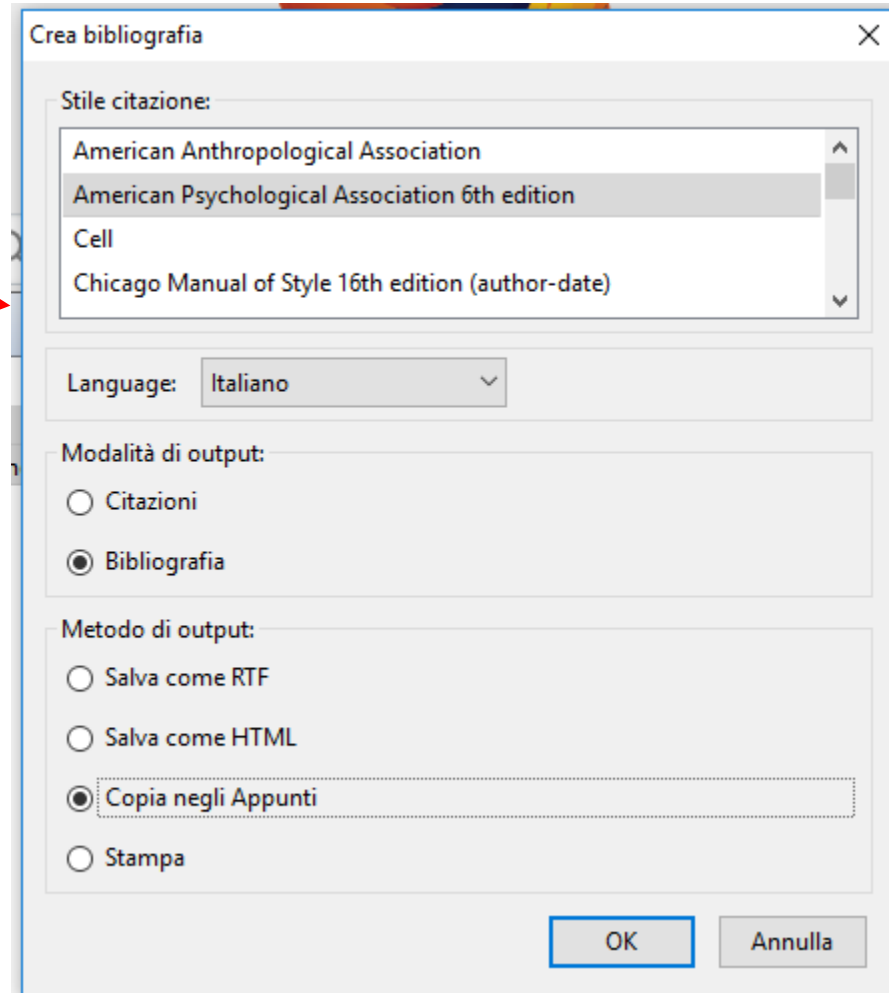 Crea bibliografia
Stile citazione:
American Anthropological Association
American Psychological Association 6th edition
Cell
Chicago Manual of Style 16th edition (author-date)
Language: Italiano
Modalità di output:
Citazioni
Bibliografia
Metodo di output:
Salva come RTF
Salva come HTML
Copia negli Appunti
Stampa
OK Annulla